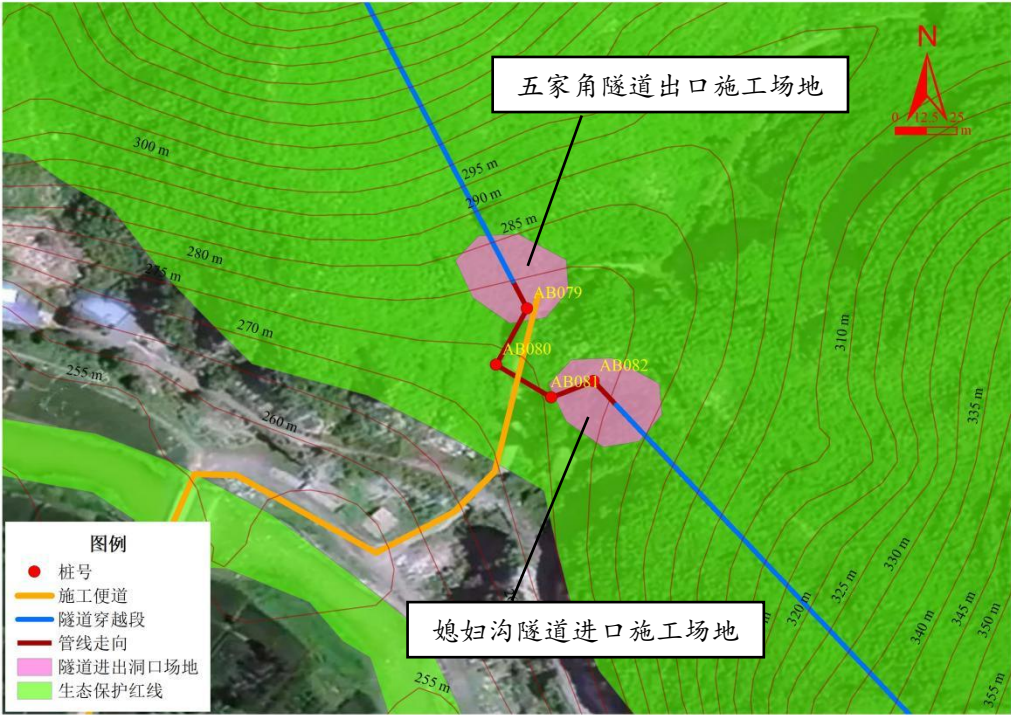 N
0 12.5 25
m
五家角隧道出口施工场地
300 m
295 m
290 m
285 m
280 m
275 m
270 m
255 m
260 m
310 m
335 m
AB079
AB080
AB081
AB082
330 m
325 m
320 m
340 m
345 m
350 m
355 m
255 m
媳妇沟隧道进口施工场地
图例
桩号
施工便道
隧道穿越段
管线走向
隧道进出洞口场地
生态保护红线